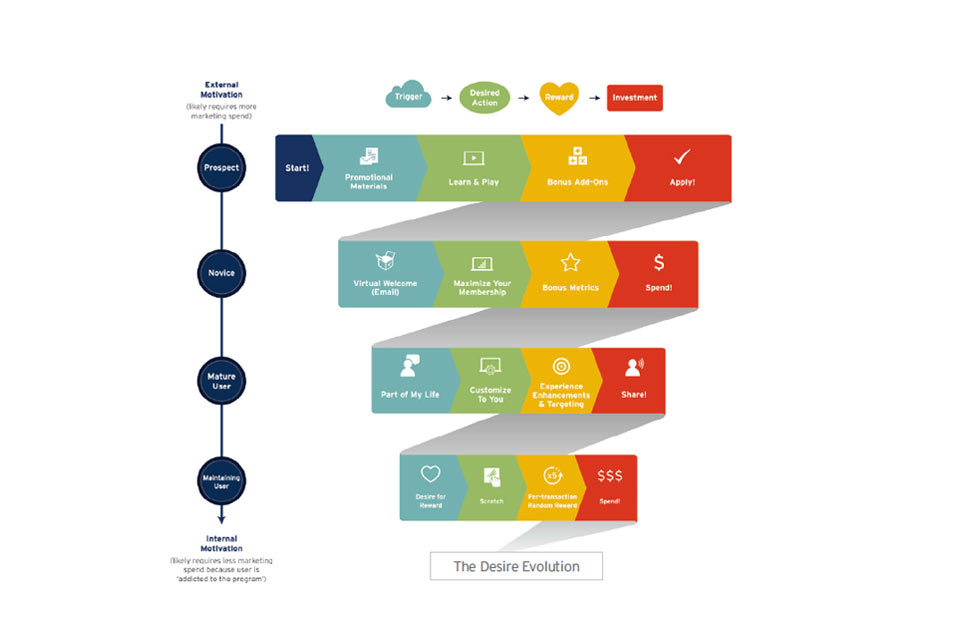 External
Motivation
(likely requires more
marketing spend)
Trigger
Desired
Action
Reward
Investment
Prospect
Start!
Promotional
Materials
Learn & Play
Bonus Add-Ons
Apply!
Novice
Virtual Welcome
(Email)
Maximize Your
Membership
Bonus Metrics
$
Spend!
Mature
User
Part of My Life
Customize
To You
Experience
Enhancements
& Targeting
Share!
Maintaining
User
Desire for
Reward
Scratch
x5
Per-transaction
Random Reward
$$$
Spend!
Internal
Motivation
(likely requires less marketing
spend because user is
'addicted to the program')
The Desire Evolution